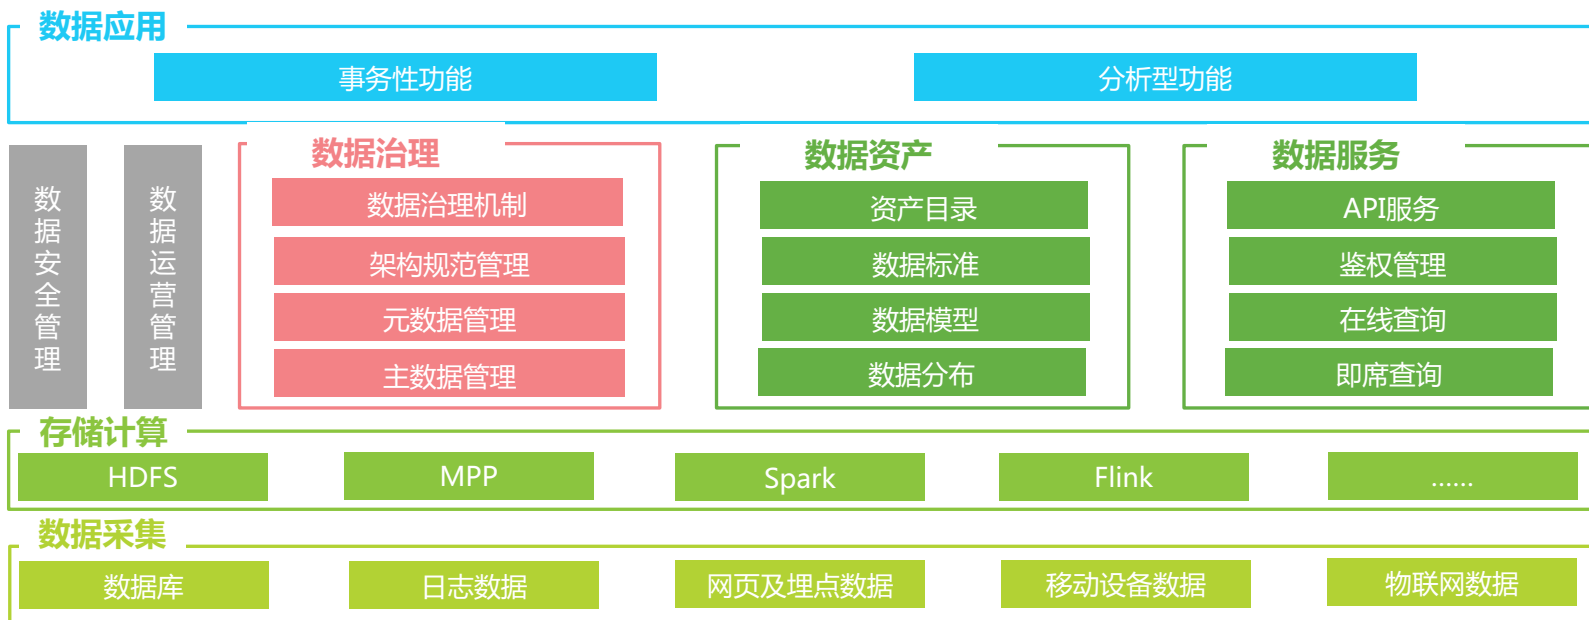 数据应用
事务性功能
分析型功能
数据安全管理
数据运营管理
数据治理
数据治理机制
架构规范管理
元数据管理
主数据管理
数据资产
资产目录
数据标准
数据模型
数据分布
数据服务
API服务
鉴权管理
在线查询
即席查询
存储计算
HDFS
MPP
Spark
Flink
......
数据采集
数据库
日志数据
网页及埋点数据
移动设备数据
物联网数据